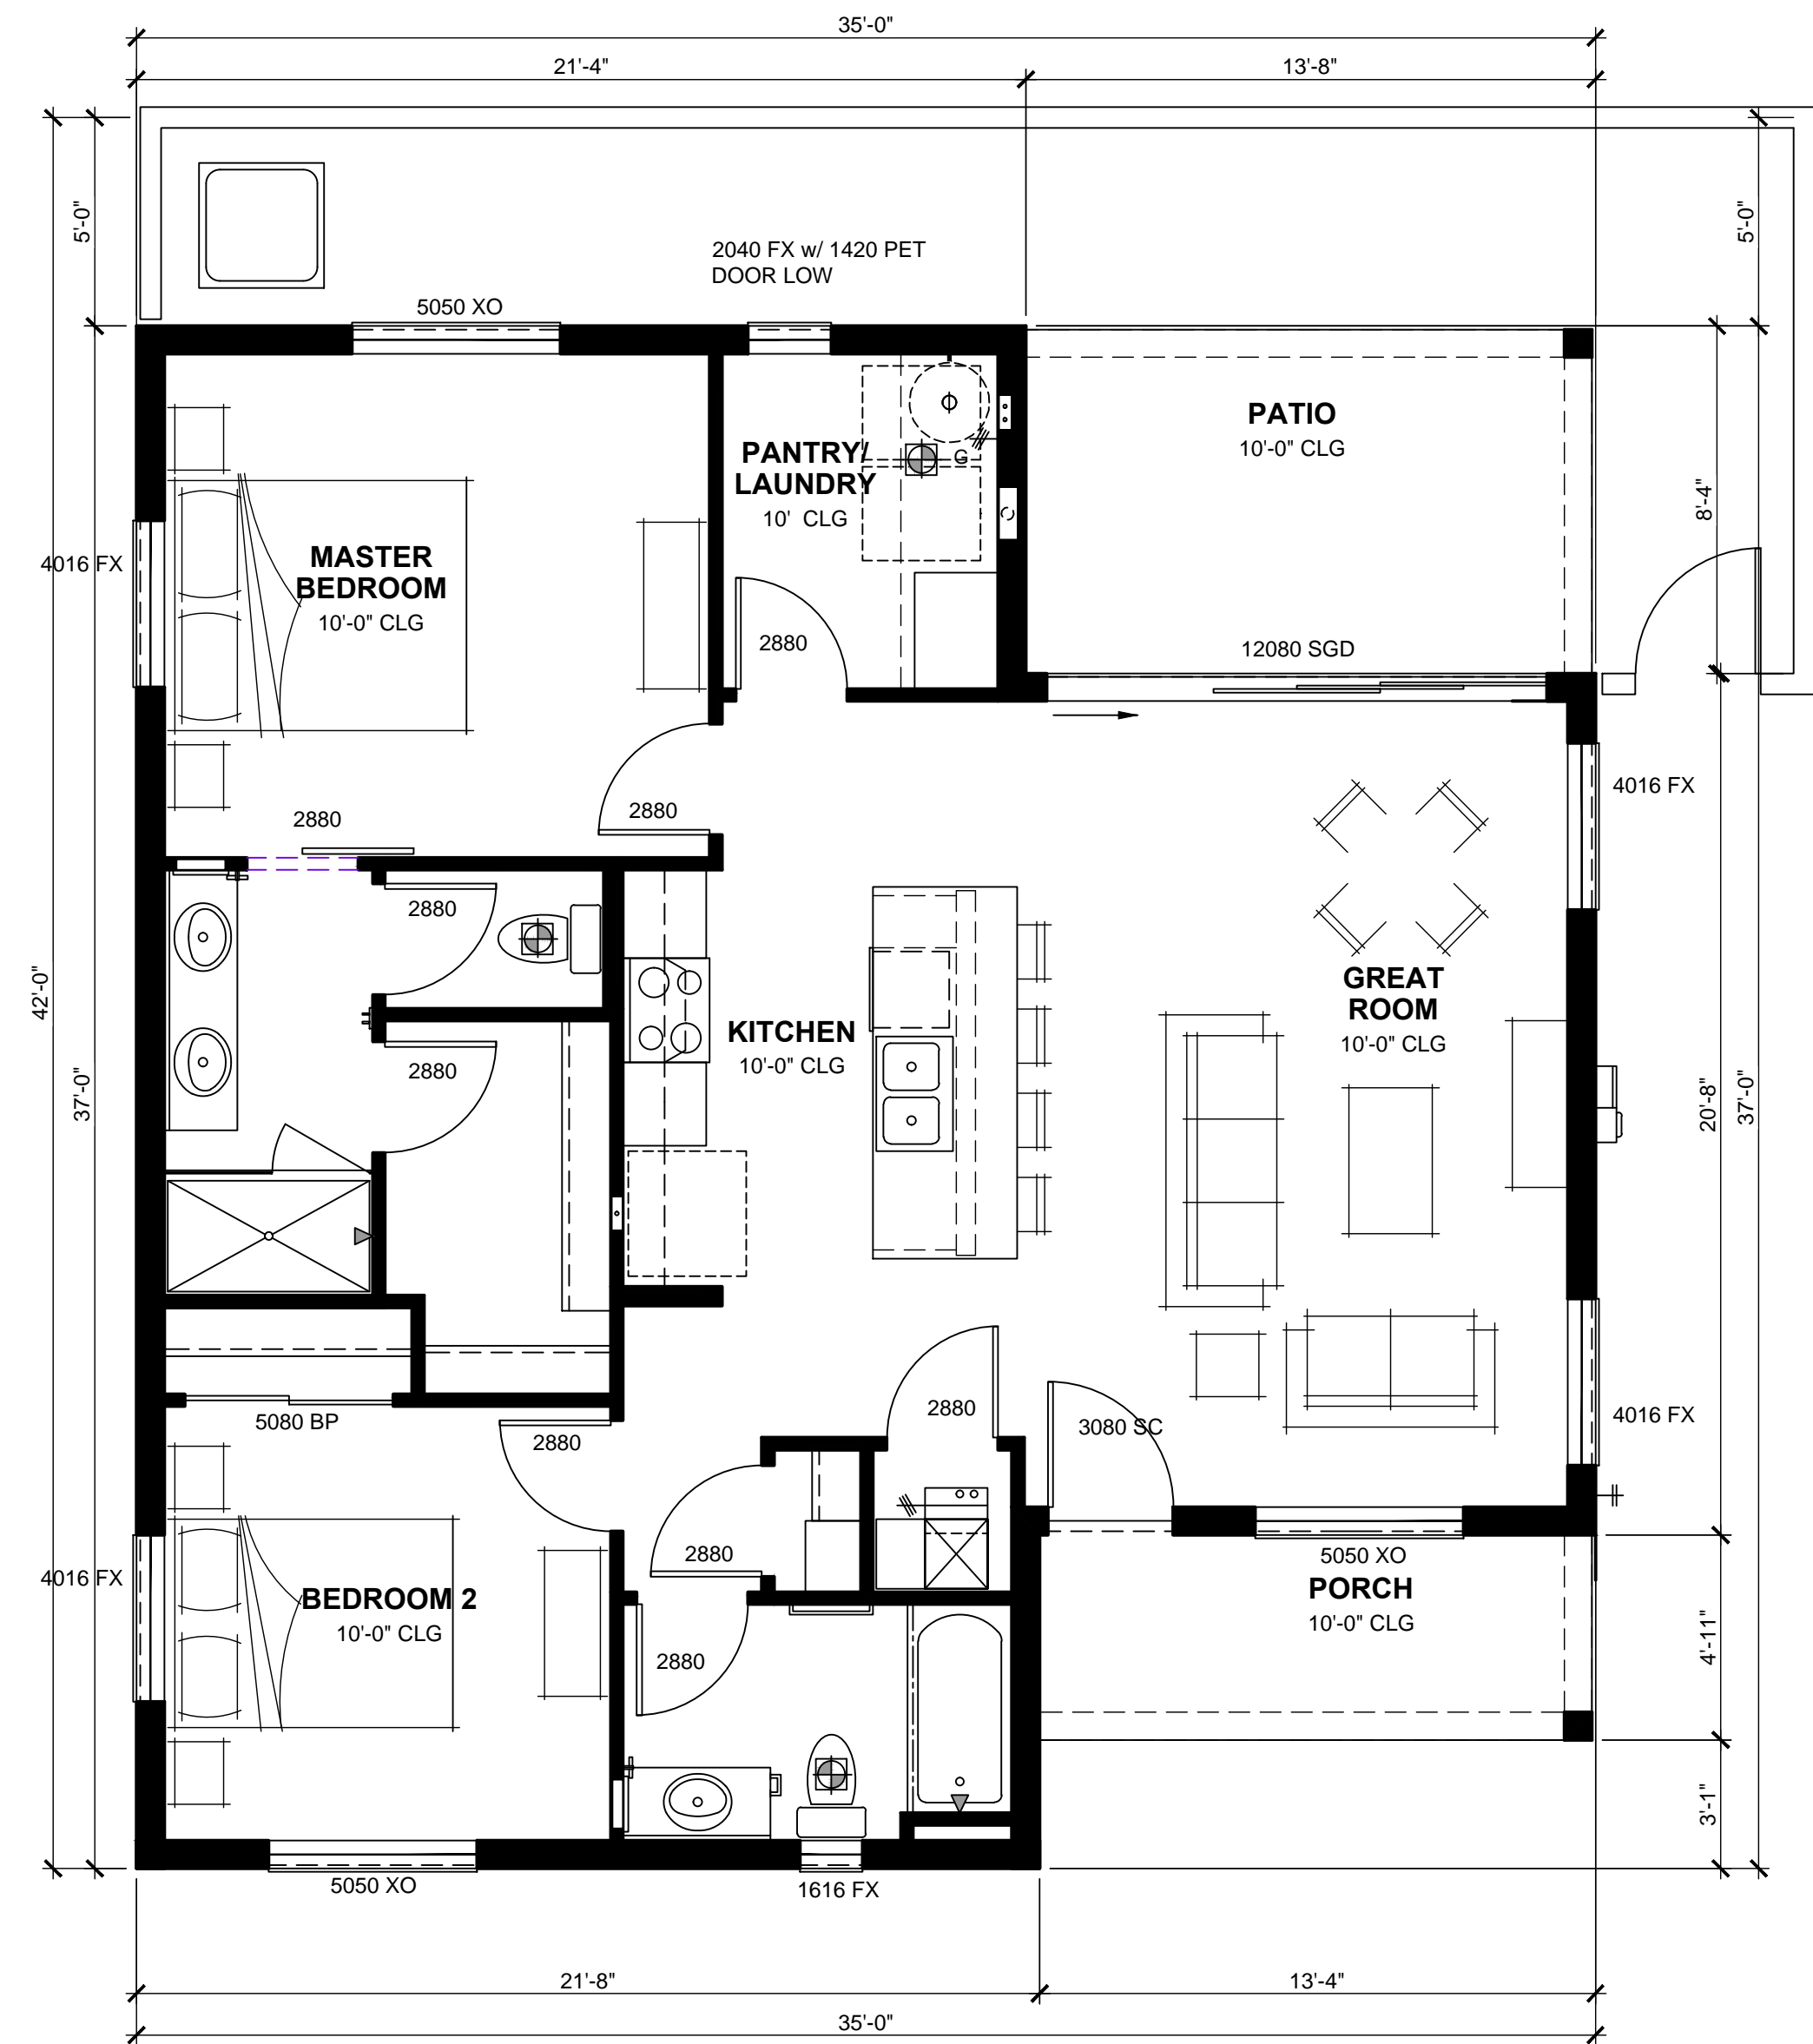 35'-0"
21'-4"
13'-8"
5'-0"
5'-0"
2040 FX w/ 1420 PET
DOOR LOW
5050 XO
PATIO
10'-0" CLG
PANTRY/
LAUNDRY
10' CLG
G
8'-4"
4016 FX
MASTER
BEDROOM
10'-0" CLG
2880
12080 SGD
4016 FX
2880
2880
2880
42'-0"
37'-0"
GREAT
ROOM
10'-0" CLG
KITCHEN
10'-0" CLG
2880
20'-8"
37'-0"
2880
3080 SC
4016 FX
5080 BP
2880
2880
5050 XO
PORCH
10'-0" CLG
4016 FX
BEDROOM 2
10'-0" CLG
2880
4'-11"
3'-1"
5050 XO
1616 FX
21'-8"
13'-4"
35'-0"